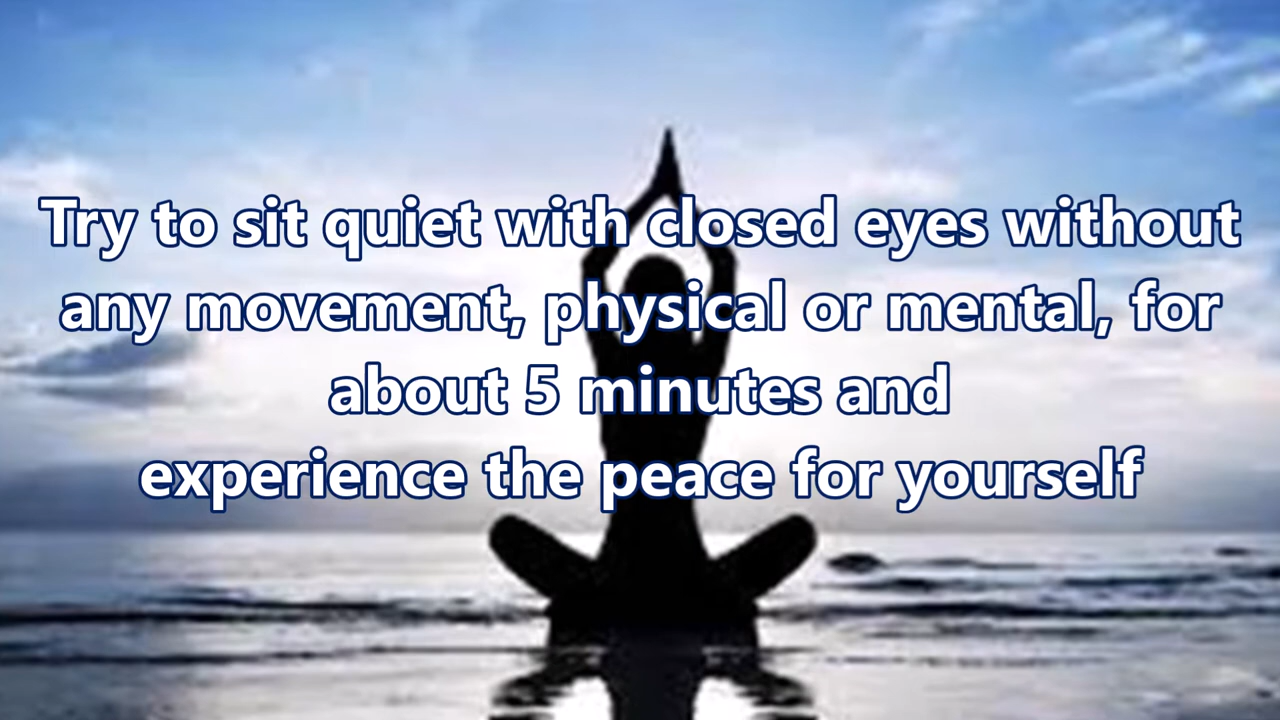 Try to sit quiet with closed eyes without
any movement, physical or mental, for
about 5 minutes and
experience the peace for yourself